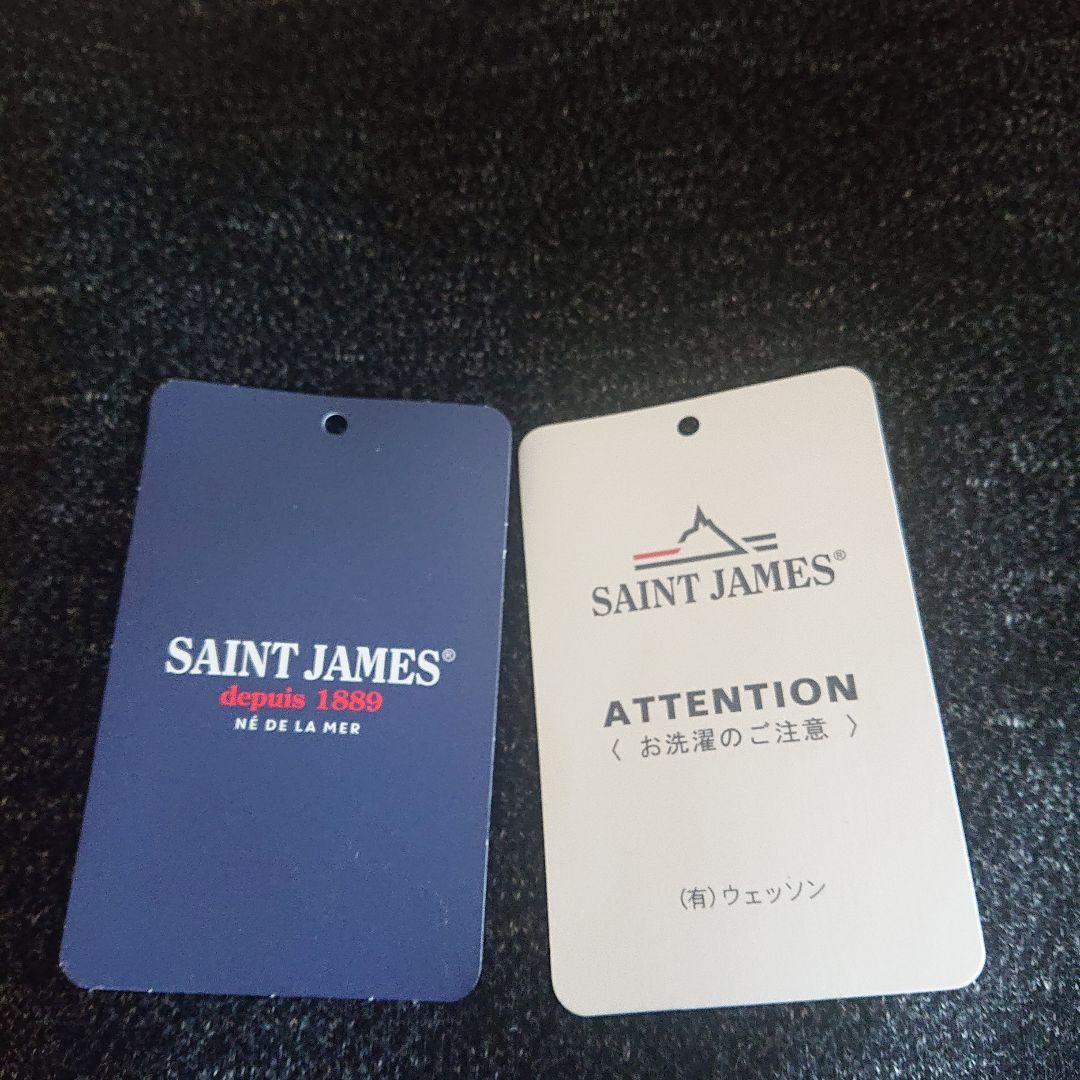 SAINT JAMES®
depuis 1889
NÉ DE LA MER
SAINT JAMES®
ATTENTION
〈 お洗濯のご注意 〉
(有)ウェッソン